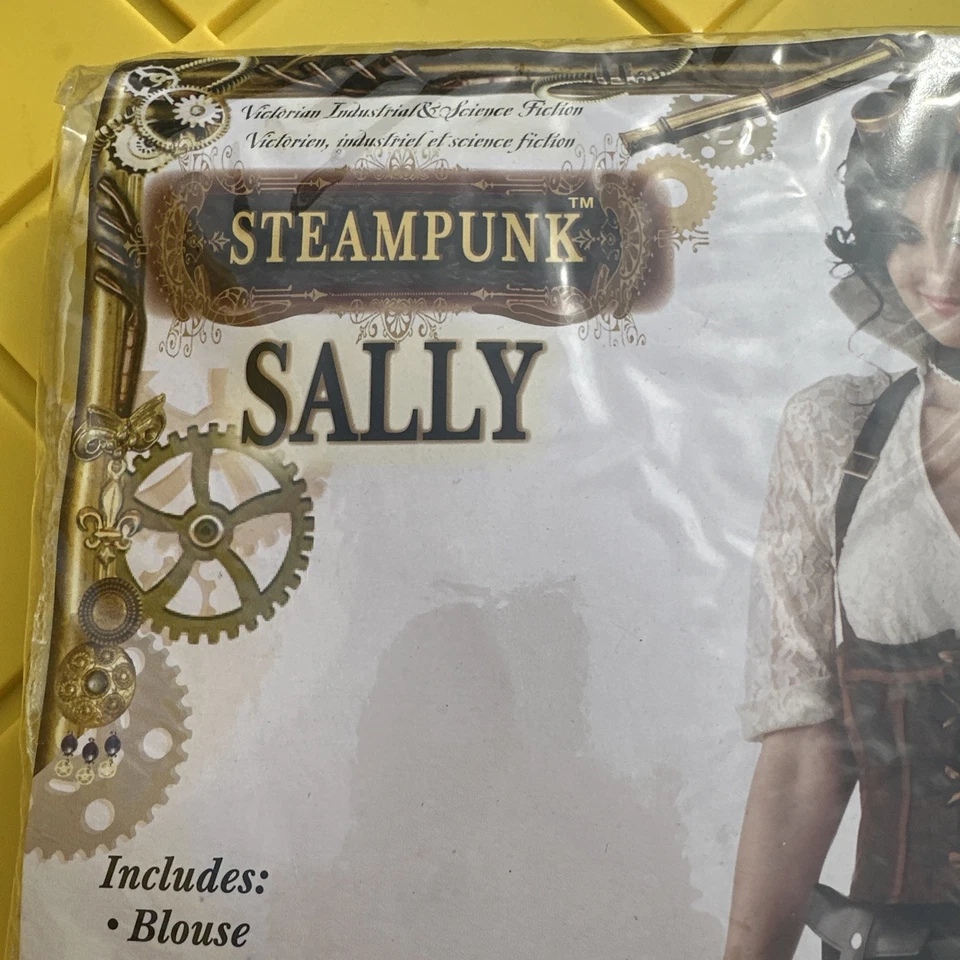 Victorian Industrial & Science Fiction
Victorien, industriel et science fiction
STEAMPUNK™
SALLY
Includes:
• Blouse